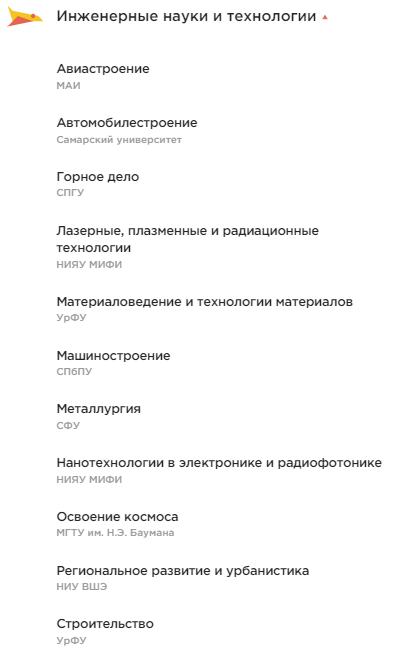 Инженерные науки и технологии
Авиастроение
МАИ
Автомобилестроение
Самарский университет
Горное дело
СПГУ
Лазерные, плазменные и радиационные
технологии
НИЯУ МИФИ
Материаловедение и технологии материалов
УрФУ
Машиностроение
СПбПУ
Металлургия
СФУ
Нанотехнологии в электронике и радиофотонике
НИЯУ МИФИ
Освоение космоса
МГТУ им. Н.Э. Баумана
Региональное развитие и урбанистика
НИУ ВШЭ
Строительство
УрФУ